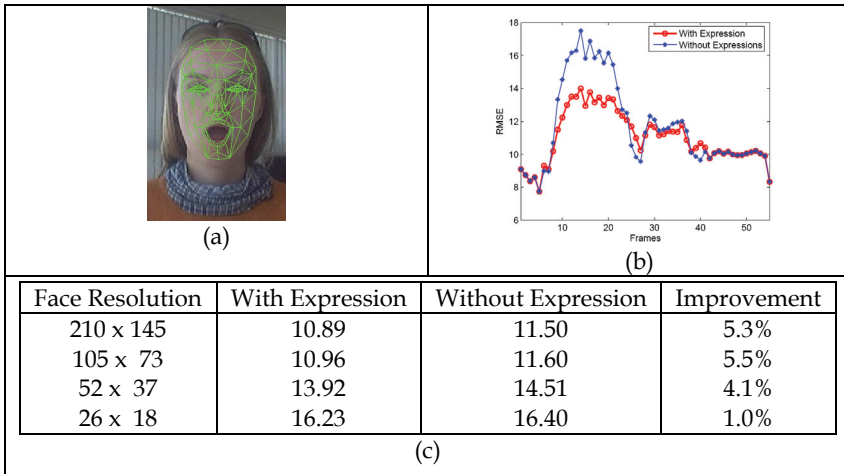 (a)
18
16
14
12
10
8
6
RMSE
With Expression
Without Expressions
10
20
30
40
50
Frames
(b)
Face Resolution With Expression Without Expression Improvement
210 x 145 10.89 11.50 5.3%
105 x 73 10.96 11.60 5.5%
52 x 37 13.92 14.51 4.1%
26 x 18 16.23 16.40 1.0%
(c)